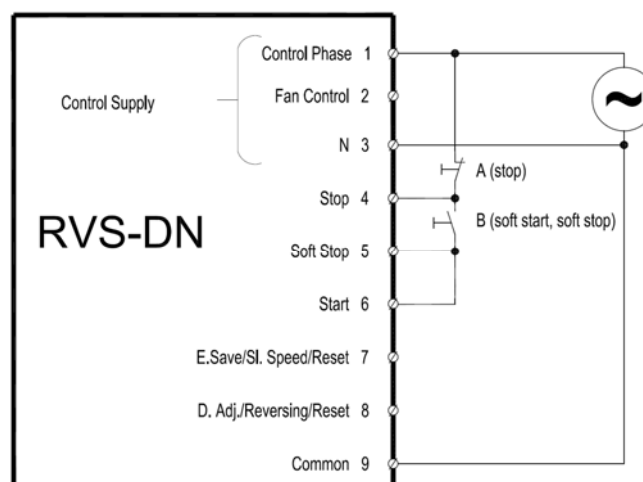 Control Phase 1
Control Supply
Fan Control 2
N 3
A (stop)
Stop 4
B (soft start, soft stop)
RVS-DN
Soft Stop 5
Start 6
E.Save/Sl. Speed/Reset 7
D. Adj./Reversing/Reset 8
Common 9